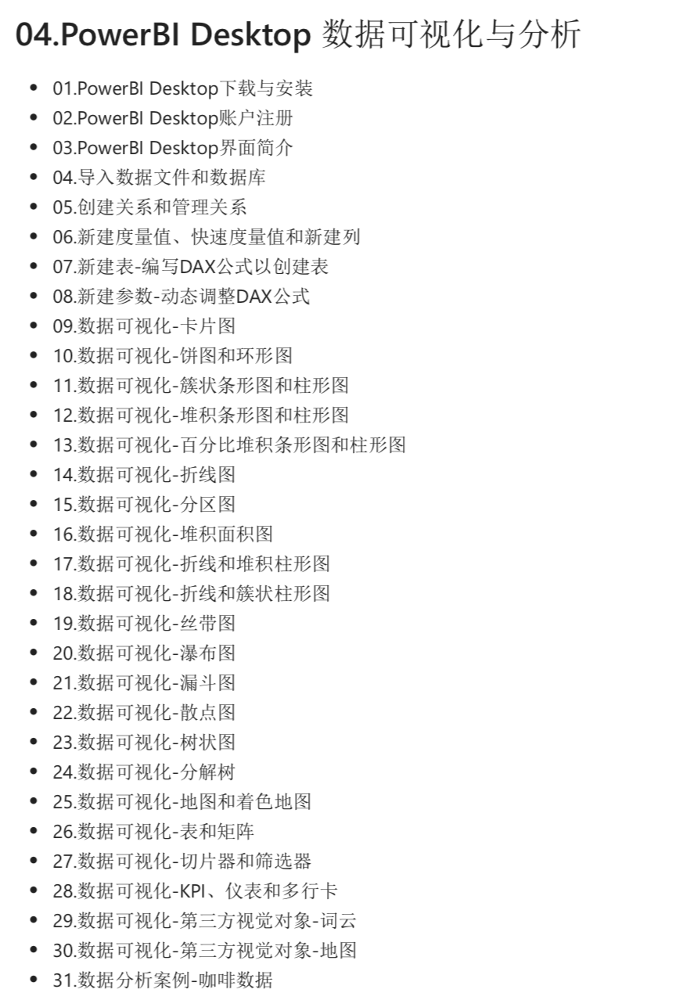 04.PowerBI Desktop 数据可视化与分析
01.PowerBI Desktop下载与安装
02.PowerBI Desktop账户注册
03.PowerBI Desktop界面简介
04.导入数据文件和数据库
05.创建关系和管理关系
06.新建度量值、快速度量值和新建列
07.新建表-编写DAX公式以创建表
08.新建参数-动态调整DAX公式
09.数据可视化-卡片图
10.数据可视化-饼图和环形图
11.数据可视化-簇状条形图和柱形图
12.数据可视化-堆积条形图和柱形图
13.数据可视化-百分比堆积条形图和柱形图
14.数据可视化-折线图
15.数据可视化-分区图
16.数据可视化-堆积面积图
17.数据可视化-折线和堆积柱形图
18.数据可视化-折线和簇状柱形图
19.数据可视化-丝带图
20.数据可视化-瀑布图
21.数据可视化-漏斗图
22.数据可视化-散点图
23.数据可视化-树状图
24.数据可视化-分解树
25.数据可视化-地图和着色地图
26.数据可视化-表和矩阵
27.数据可视化-切片器和筛选器
28.数据可视化-KPI、仪表和多行卡
29.数据可视化-第三方视觉对象-词云
30.数据可视化-第三方视觉对象-地图
31.数据分析案例-咖啡数据